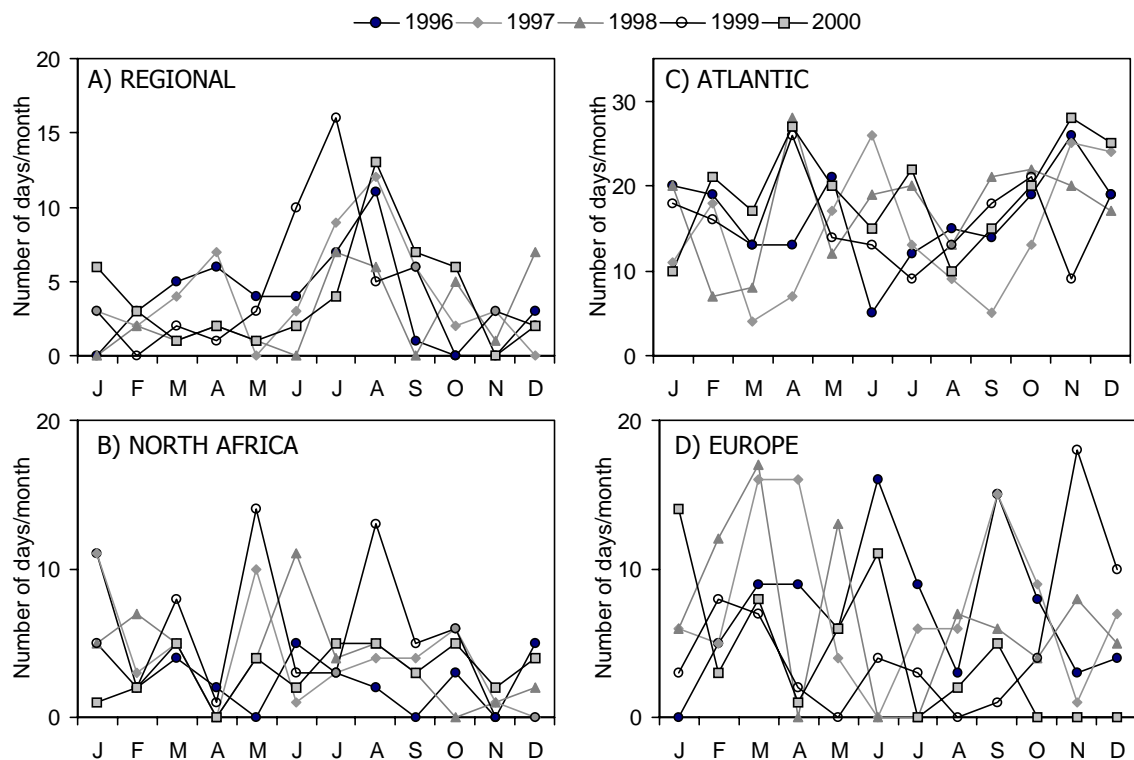 1996 1997 1998 1999 2000
A) REGIONAL
Number of days/month
20
15
10
5
0
J F M A M J J A S O N D
C) ATLANTIC
Number of days/month
30
20
10
0
J F M A M J J A S O N D
B) NORTH AFRICA
Number of days/month
20
10
0
J F M A M J J A S O N D
D) EUROPE
Number of days/month
20
10
0
J F M A M J J A S O N D